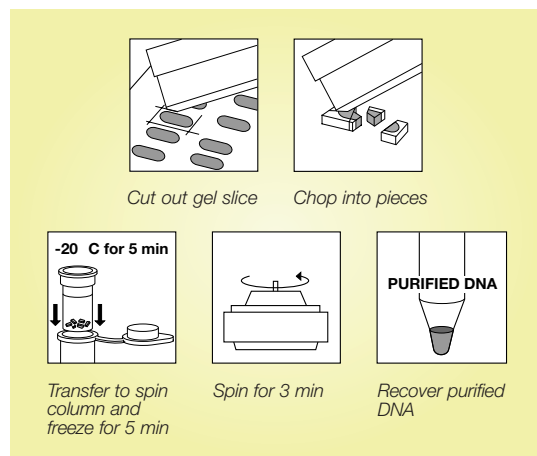 Cut out gel slice
Chop into pieces
-20 C for 5 min
Transfer to spin
column and
freeze for 5 min
Spin for 3 min
PURIFIED DNA
Recover purified
DNA